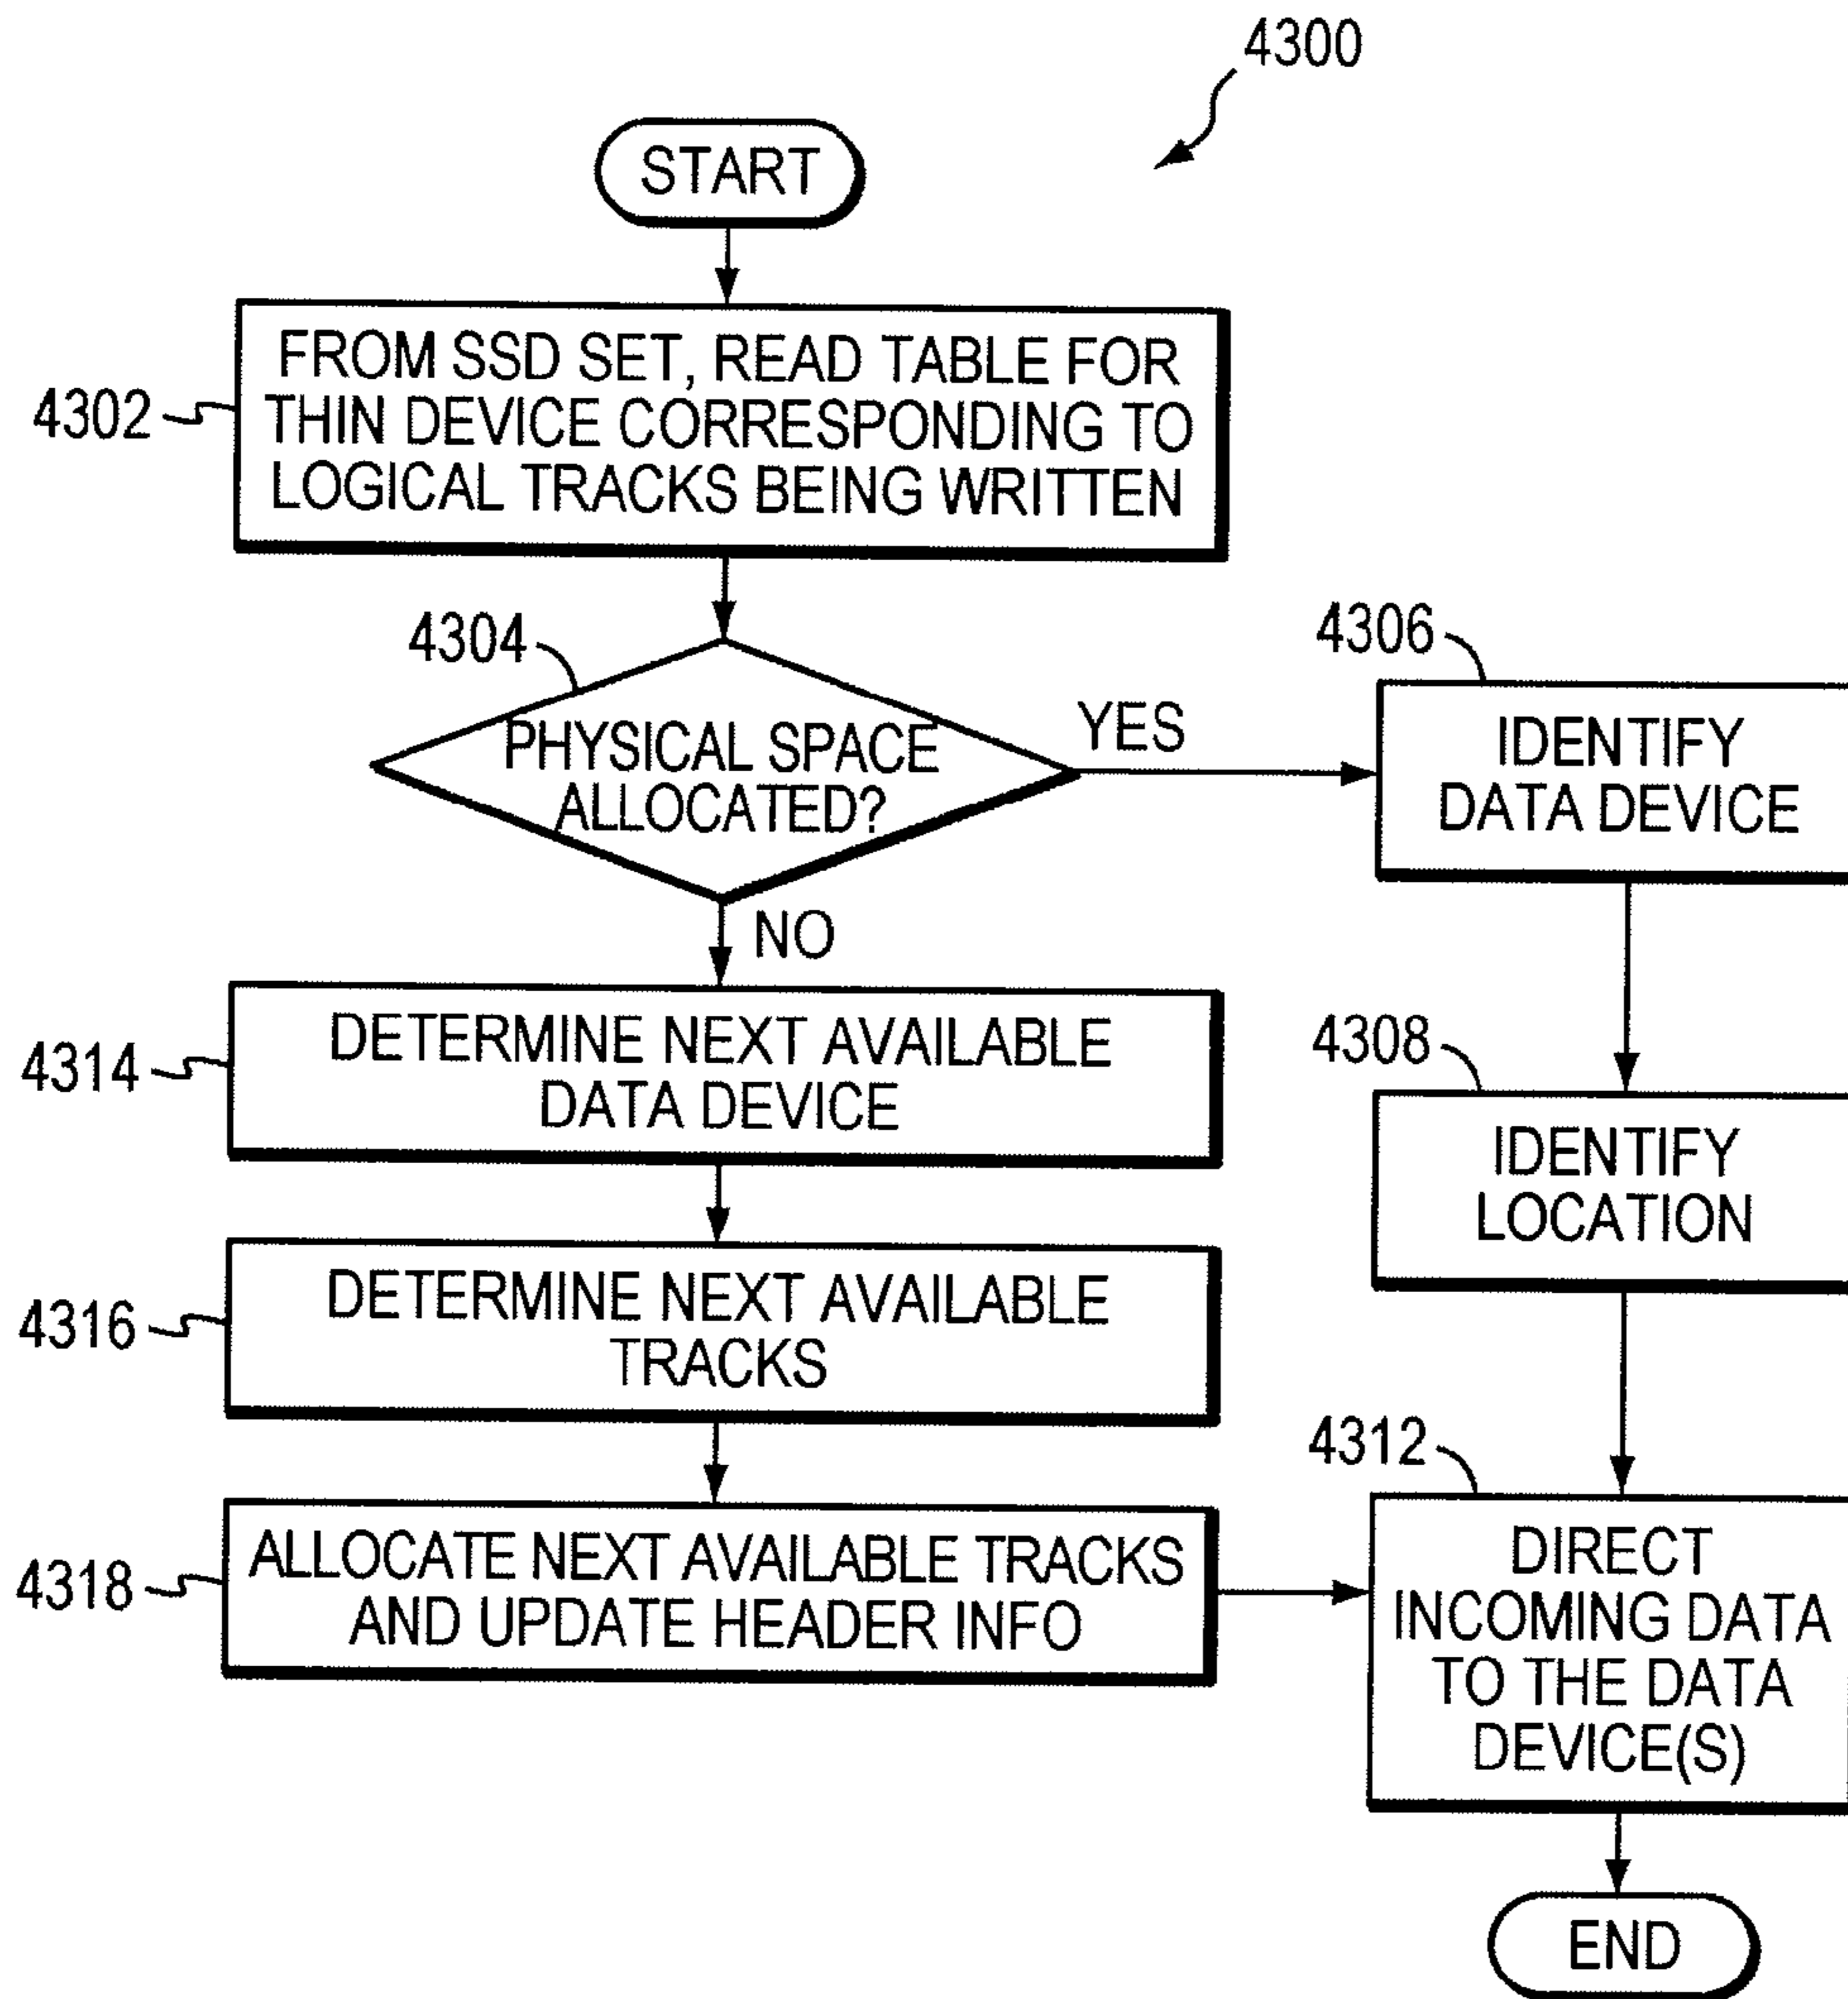 4300
START
4302
FROM SSD SET, READ TABLE FOR
THIN DEVICE CORRESPONDING TO
LOGICAL TRACKS BEING WRITTEN
4304
PHYSICAL SPACE
ALLOCATED?
YES
NO
4306
IDENTIFY
DATA DEVICE
4308
IDENTIFY
LOCATION
4314
DETERMINE NEXT AVAILABLE
DATA DEVICE
4316
DETERMINE NEXT AVAILABLE
TRACKS
4318
ALLOCATE NEXT AVAILABLE TRACKS
AND UPDATE HEADER INFO
4312
DIRECT
INCOMING DATA
TO THE DATA
DEVICE(S)
END